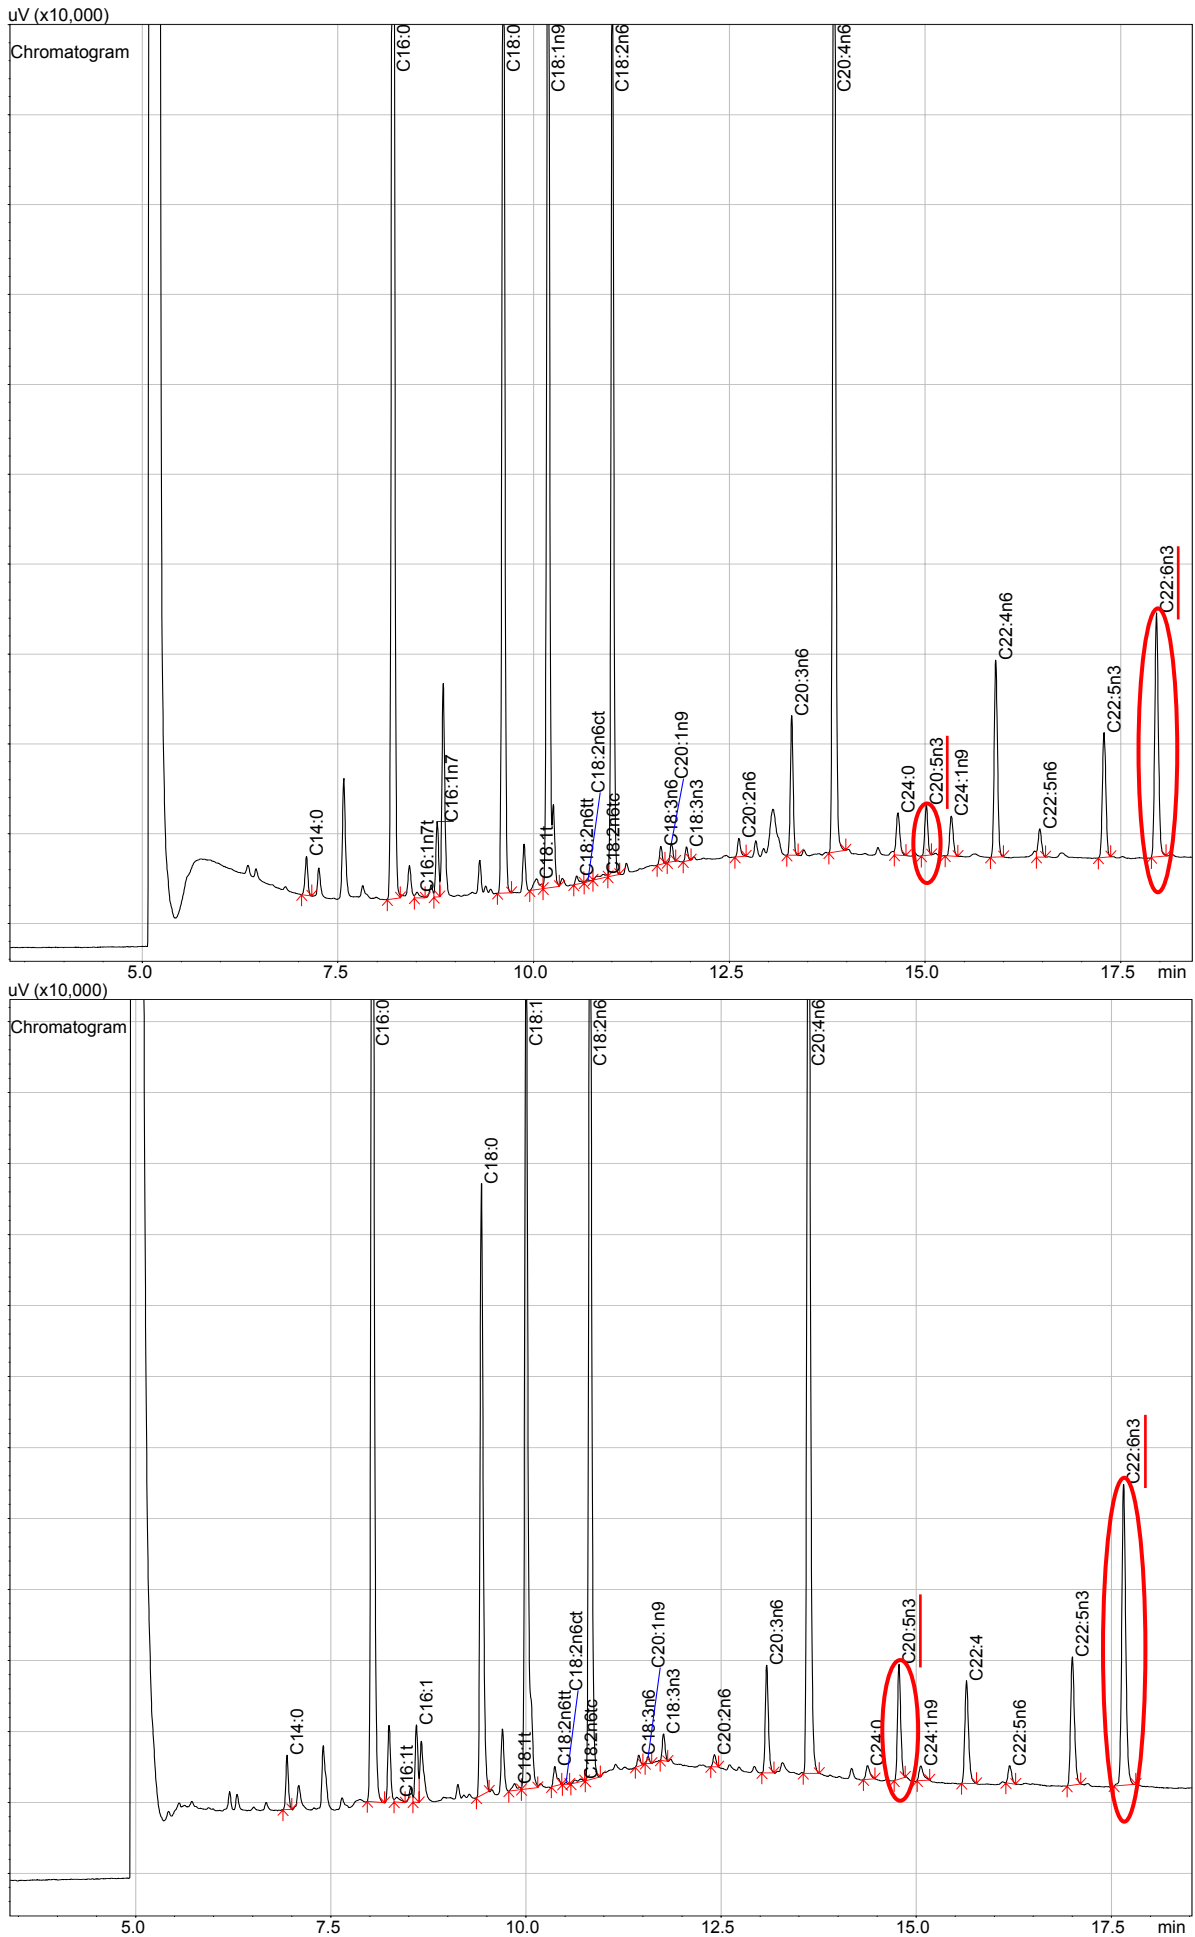 uV (x10,000)
Chromatogram
C16:0
C18:0
C18:1n9
C18:2n6
C20:4n6
C14:0
C16:1n7t
C16:1n7
C18:1t
C18:2n6tt
C18:2n6ct
C18:2n6tc
C18:3n6
C20:1n9
C18:3n3
C20:2n6
C20:3n6
C24:0
C20:5n3
C24:1n9
C22:4n6
C22:5n6
C22:5n3
C22:6n3
5.0 7.5 10.0 12.5 15.0 17.5 min
uV (x10,000)
Chromatogram
C16:0
C18:1
C18:2n6
C20:4n6
C18:0
C14:0
C16:1t
C16:1
C18:1t
C18:2n6tt
C18:2n6ct
C18:2n6tc
C18:3n6
C20:1n9
C18:3n3
C20:2n6
C20:3n6
C24:0
C20:5n3
C24:1n9
C22:4
C22:5n6
C22:5n3
C22:6n3
5.0 7.5 10.0 12.5 15.0 17.5 min